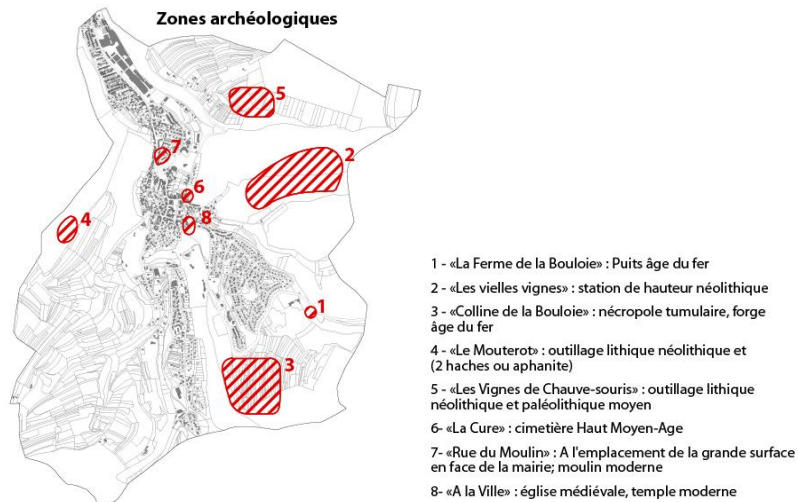 Zones archéologiques
5
7
2
6
4
8
1
3
1 - «La Ferme de la Bouloie» : Puits âge du fer
2 - «Les vielles vignes» : station de hauteur néolithique
3 - «Colline de la Bouloie» : nécropole tumulaire, forge
âge du fer
4 - «Le Mouterot» : outillage lithique néolithique et
(2 haches ou aphanite)
5 - «Les Vignes de Chauve-souris» : outillage lithique
néolithique et paléolithique moyen
6- «La Cure» : cimetière Haut Moyen-Age
7- «Rue du Moulin» : A l'emplacement de la grande surface
en face de la mairie; moulin moderne
8- «A la Ville» : église médiévale, temple moderne